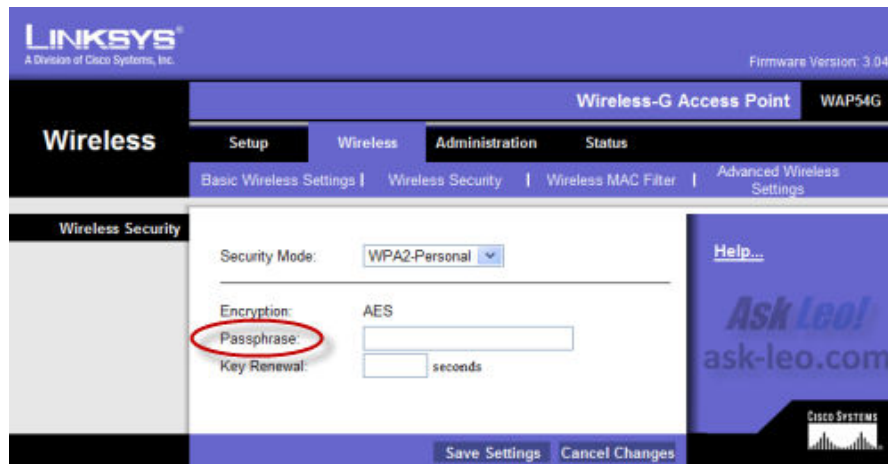 LINKSYS®
A Division of Cisco Systems, Inc.
Firmware Version: 3.04
Wireless-G Access Point WAP54G
Wireless
Setup Wireless Administration Status
Basic Wireless Settings | Wireless Security | Wireless MAC Filter | Advanced Wireless Settings
Wireless Security
Security Mode: WPA2-Personal
Help...
Encryption: AES
Passphrase:
Key Renewal: seconds
Ask Leo!
ask-leo.com
CISCO SYSTEMS
Save Settings Cancel Changes